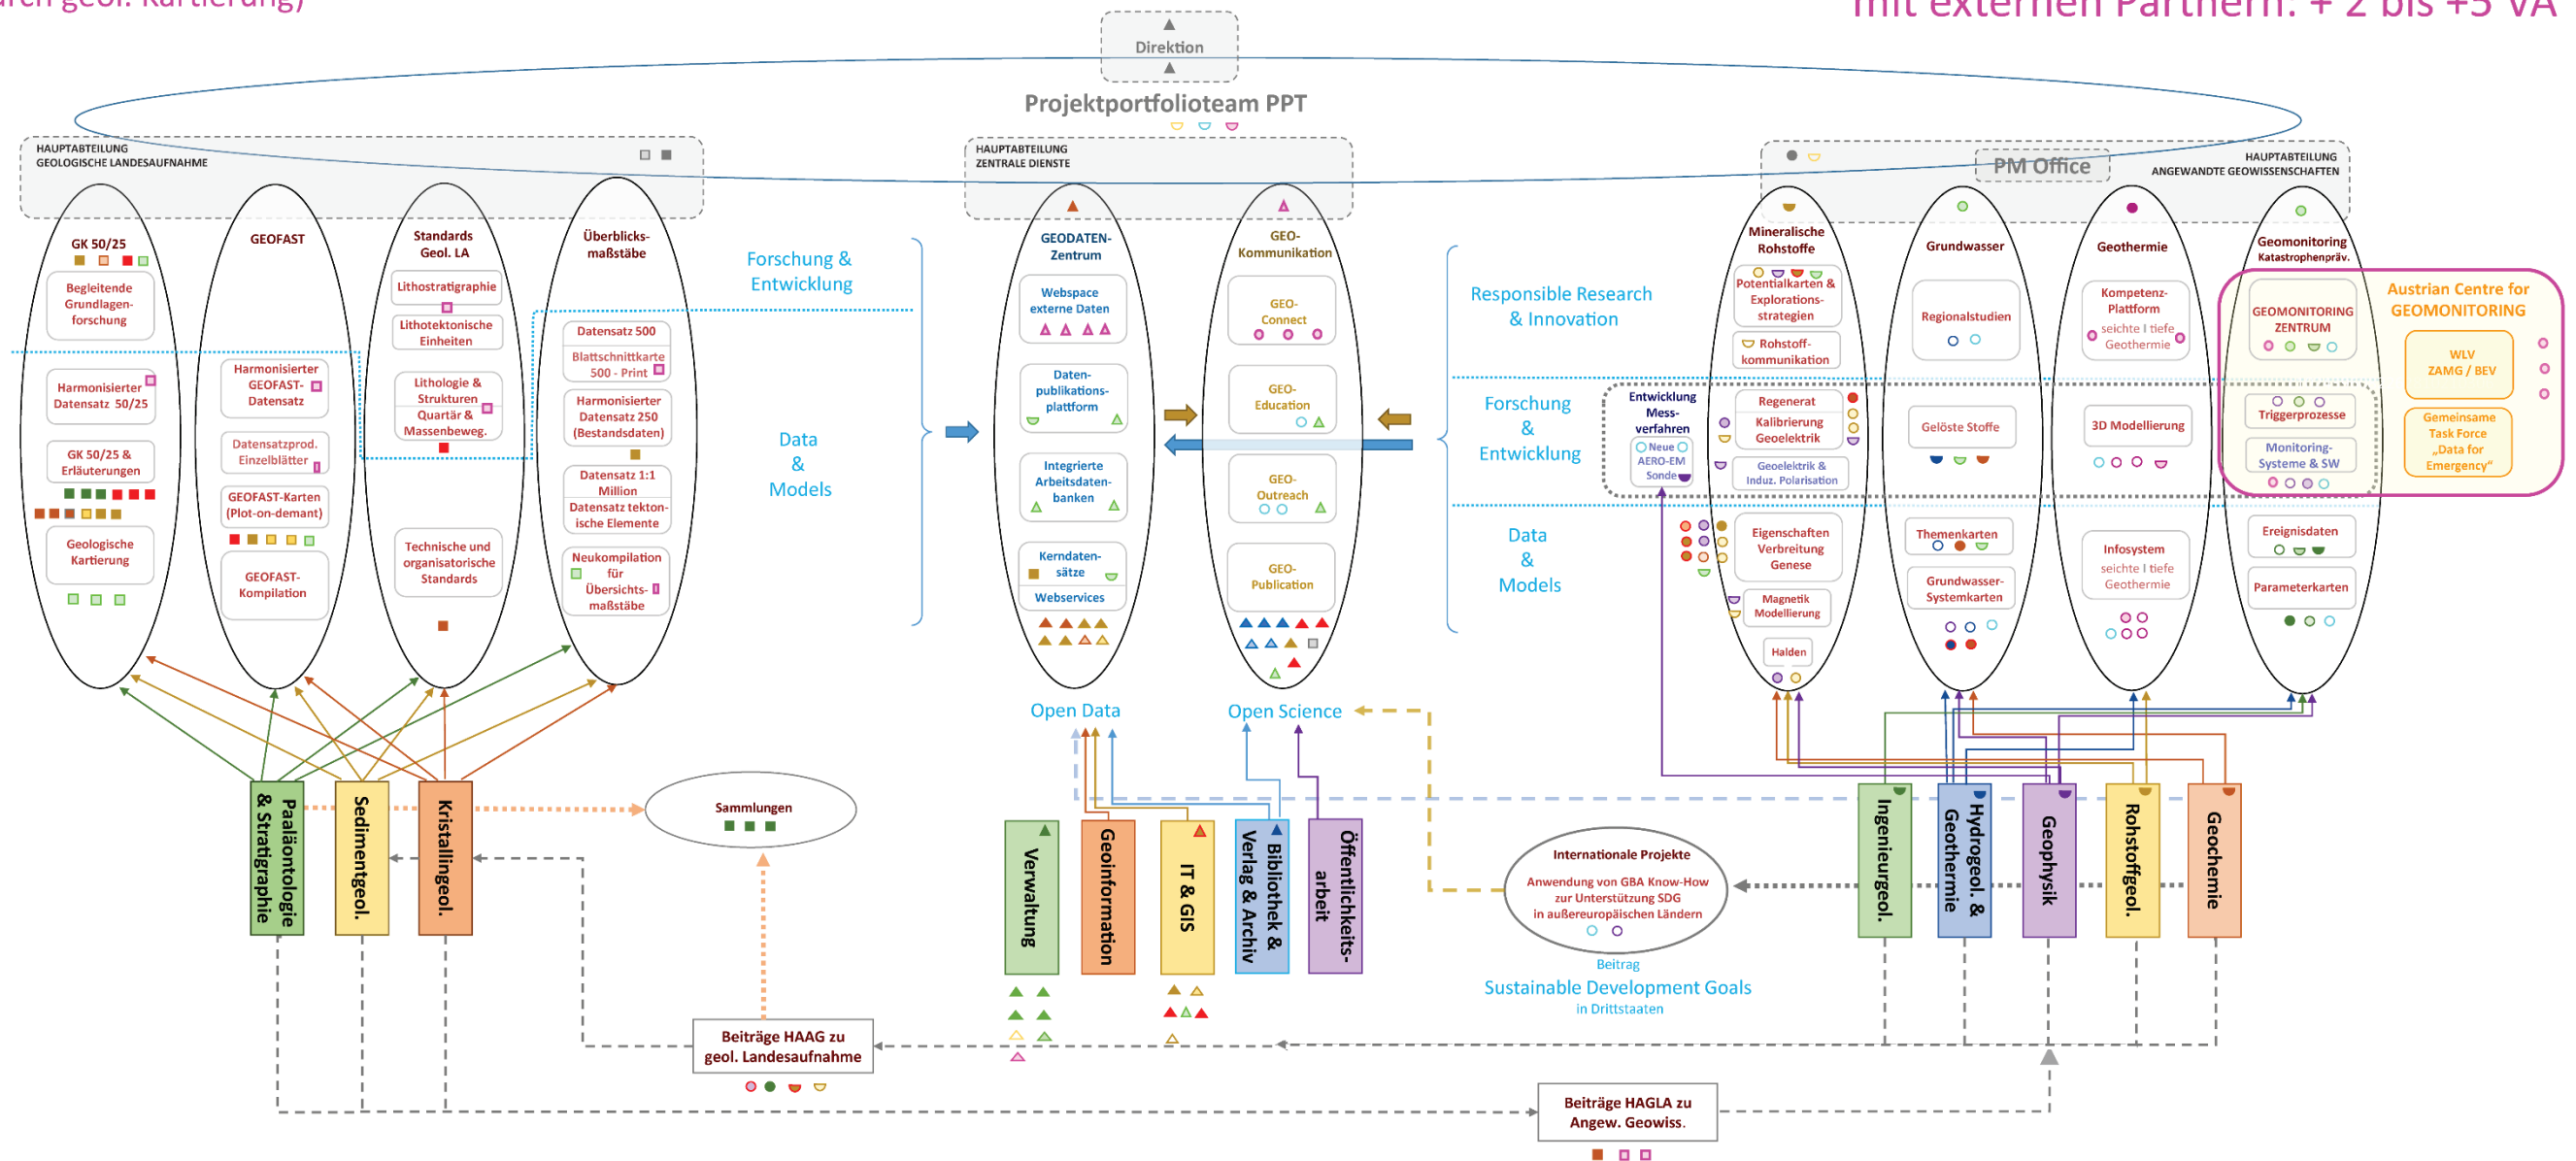 durch geol. Kartierung)
mit externen Partnern: + 2 bis +5 VA
Direktion
Projektportfolioteam PPT
HAUPTABTEILUNG
GEOLOGISCHE LANDESAUFNAHME
HAUPTABTEILUNG
ZENTRALE DIENSTE
PM Office
HAUPTABTEILUNG
ANGEWANDTE GEOWISSENSCHAFTEN
GK 50/25
Begleitende
Grundlagen-
forschung
Harmonisierter
Datensatz 50/25
GK 50/25 &
Erläuterungen
Geologische
Kartierung
GEOFAST
Harmonisierter
GEOFAST-
Datensatz
Datensatzprod.
Einzelblätter
GEOFAST-Karten
(Plot-on-demant)
GEOFAST-
Kompilation
Standards
Geol. LA
Lithostratigraphie
Lithotektonische
Einheiten
Lithologie &
Strukturen
Quartär &
Massenbeweg.
Technische und
organisatorische
Standards
Überblicks-
maßstäbe
Datensatz 500
Blattschnittkarte
500 - Print
Harmonisierter
Datensatz 250
(Bestandsdaten)
Datensatz 1:1
Million
Datensatz tekton-
ische Elemente
Neukompilation
für
Übersichts-
maßstäbe
Forschung &
Entwicklung
Data
&
Models
GEODATEN-
Zentrum
Webspace
externe Daten
Daten-
publikations-
plattform
Integrierte
Arbeitsdaten-
banken
Kerndaten-
sätze
Webservices
GEO-
Kommunikation
GEO-
Connect
GEO-
Education
GEO-
Outreach
GEO-
Publication
Open Data
Open Science
Responsible Research
& Innovation
Forschung
&
Entwicklung
Data
&
Models
Entwicklung
Mess-
verfahren
Neue
AERO-EM
Sonde
Mineralische
Rohstoffe
Potentialkarten &
Explorations-
strategien
Rohstoff-
kommunikation
Regenerat
Kalibrierung
Geoelektrik
Geoelektrik &
Induz. Polarisation
Eigenschaften
Verbreitung
Genese
Magnetik
Modellierung
Halden
Grundwasser
Regionalstudien
Gelöste Stoffe
Themenkarten
Grundwasser-
Systemkarten
Geothermie
Kompetenz-
Plattform
seichte I tiefe
Geothermie
3D Modellierung
Infosystem
seichte I tiefe
Geothermie
Geomonitoring
Katastrophenpräv.
GEOMONITORING
ZENTRUM
Triggerprozesse
Monitoring-
Systeme & SW
Ereignisdaten
Parameterkarten
Austrian Centre for
GEOMONITORING
WLV
ZAMG / BEV
Gemeinsame
Task Force
„Data for
Emergency“
Paaläontologie
& Stratigraphie
Sedimentgeol.
Kristallingeol.
Sammlungen
Verwaltung
Geoinformation
IT & GIS
Bibliothek &
Verlag & Archiv
Öffentlichkeits-
arbeit
Internationale Projekte
Anwendung von GBA Know-How
zur Unterstützung SDG
in außereuropäischen Ländern
Beitrag
Sustainable Development Goals
in Drittstaaten
Ingenieurgeol.
Hydrogeol. &
Geothermie
Geophysik
Rohstoffgeol.
Geochemie
Beiträge HAAG zu
geol. Landesaufnahme
Beiträge HAGLA zu
Angew. Geowiss.